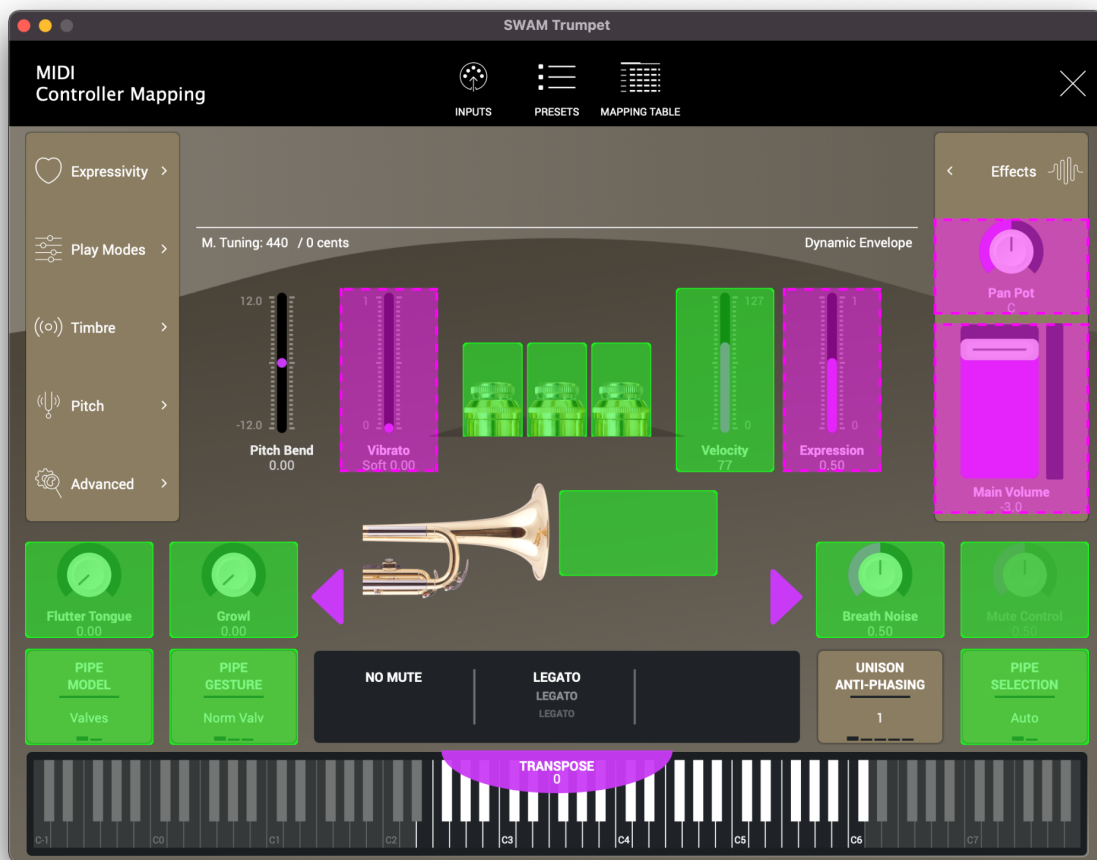 SWAM Trumpet
MIDI
Controller Mapping
INPUTS
PRESETS
MAPPING TABLE
Expressivity
Play Modes
Timbre
Pitch
Advanced
Effects
Pan Pot
C
Main Volume
-3.0
M. Tuning: 440 / 0 cents
Dynamic Envelope
12.0
-12.0
Pitch Bend
0.00
1
0
Vibrato
Soft 0.00
127
0
Velocity
77
1
0
Expression
0.50
Flutter Tongue
0.00
Growl
0.00
Breath Noise
0.50
Mute Control
0.50
PIPE
MODEL
Valves
PIPE
GESTURE
Norm Valv
NO MUTE
LEGATO
LEGATO
LEGATO
UNISON
ANTI-PHASING
1
PIPE
SELECTION
Auto
TRANSPOSE
0
C-1
C0
C1
C2
C3
C4
C5
C6
C7